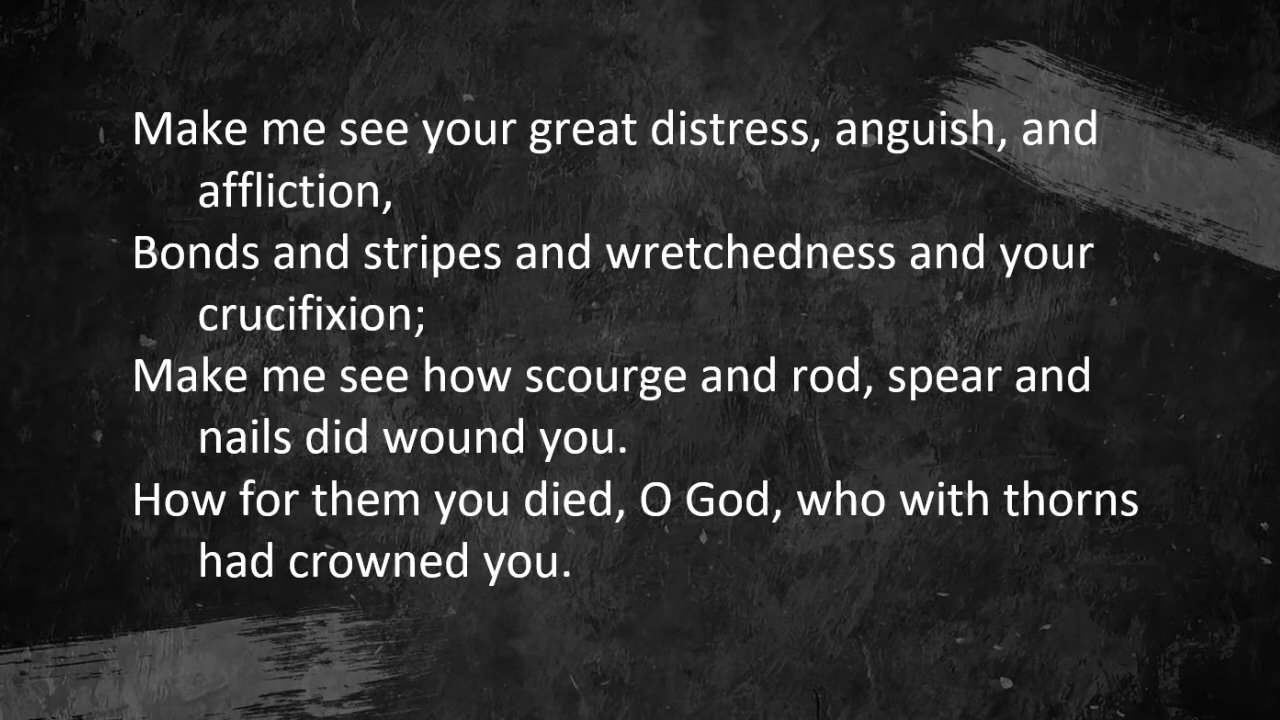 Make me see your great distress, anguish, and
affliction,
Bonds and stripes and wretchedness and your
crucifixion;
Make me see how scourge and rod, spear and
nails did wound you.
How for them you died, O God, who with thorns
had crowned you.